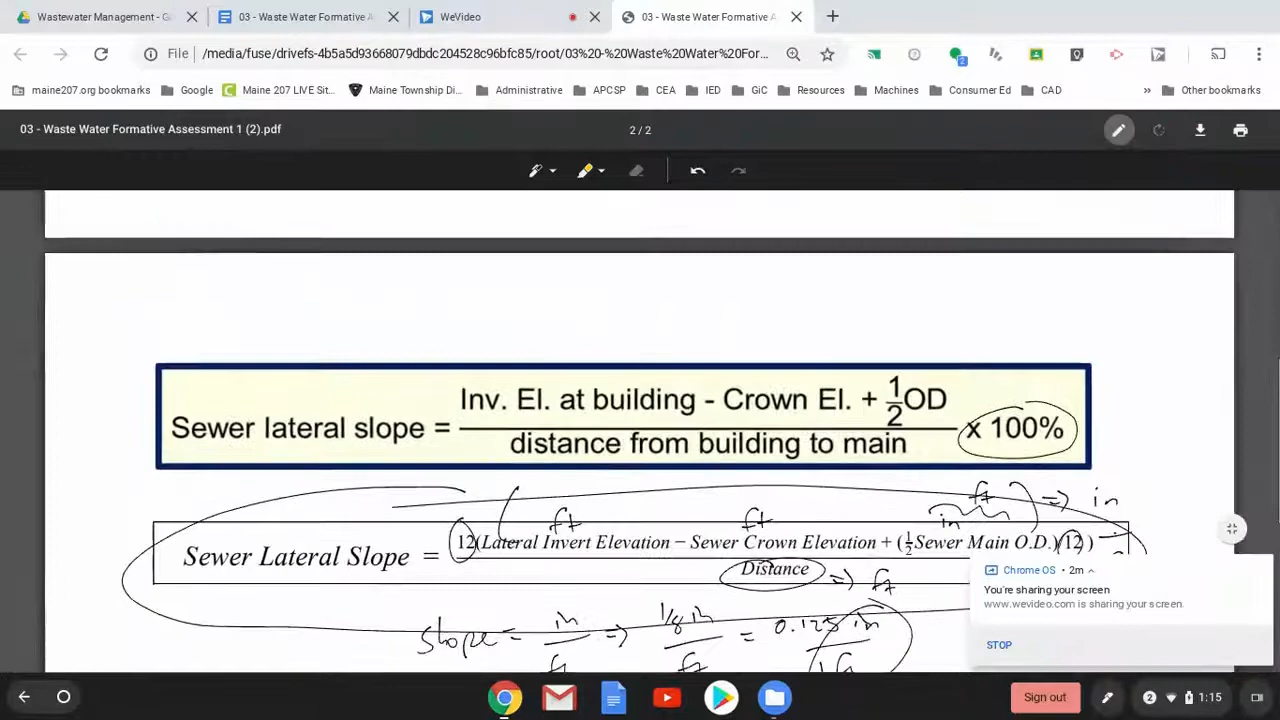 Wastewater Management - G
03 - Waste Water Formative A
WeVideo
03 - Waste Water Formative A
File
/media/fuse/drivefs-4b5a5d93668079dbdc204528c96bfc85/root/03%20-%20Waste%20Water%20For...
2
maine207.org bookmarks
Google
Maine 207 LIVE Sit...
Maine Township Di...
Administrative
APCSP
CEA
IED
GiC
Resources
Machines
Consumer Ed
CAD
»
Other bookmarks
03 - Waste Water Formative Assessment 1 (2).pdf
2 / 2
Sewer lateral slope = (Inv. El. at building - Crown El. + 1/2 OD) / (distance from building to main) x 100%
ft ft in ft => in
Sewer Lateral Slope = 12(Lateral Invert Elevation − Sewer Crown Elevation + (1/2 Sewer Main O.D.)/12) / Distance
=> ft
slope = in / ft => 1/8 in / ft = 0.125 in / 1 ft
Chrome OS • 2m
You're sharing your screen
www.wevideo.com is sharing your screen.
STOP
Sign out
2
1:15